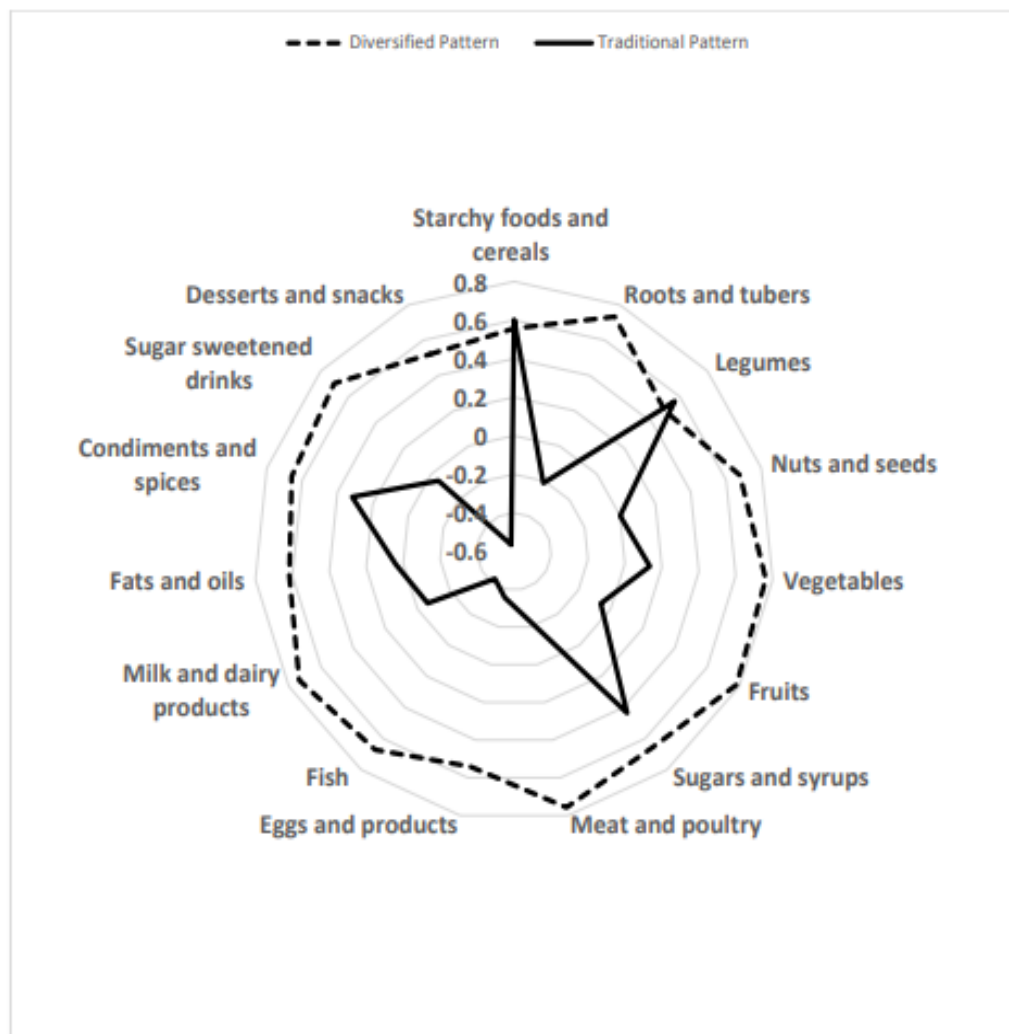 Diversified Pattern
Traditional Pattern
Starchy foods and
cereals
Desserts and snacks
0.8
Roots and tubers
0.6
Sugar sweetened
drinks
0.4
Legumes
0.2
Condiments and
spices
0
Nuts and seeds
-0.2
-0.4
-0.6
Fats and oils
Vegetables
Milk and dairy
products
Fruits
Fish
Sugars and syrups
Eggs and products
Meat and poultry